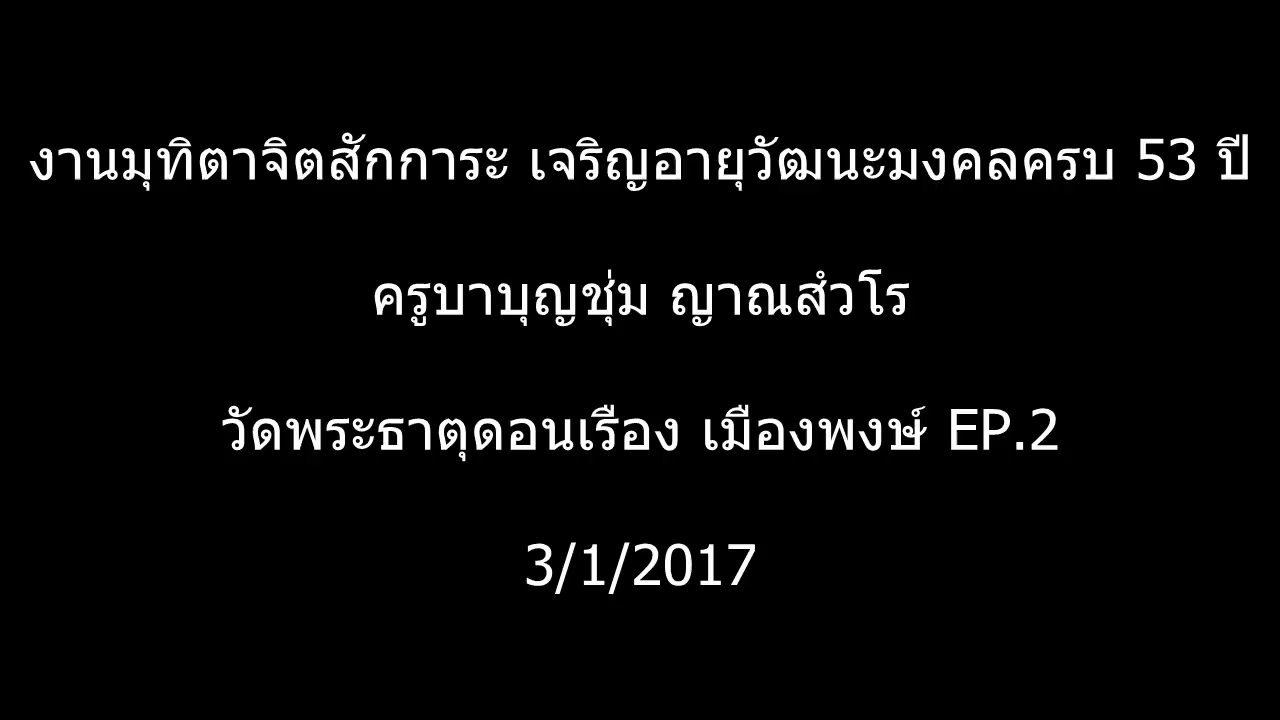 งานมุทิตาจิตสักการะ เจริญอายุวัฒนะมงคลครบ 53 ปี
ครูบาบุญชุ่ม ญาณสํวโร
วัดพระธาตุดอนเรือง เมืองพงษ์ EP.2
3/1/2017